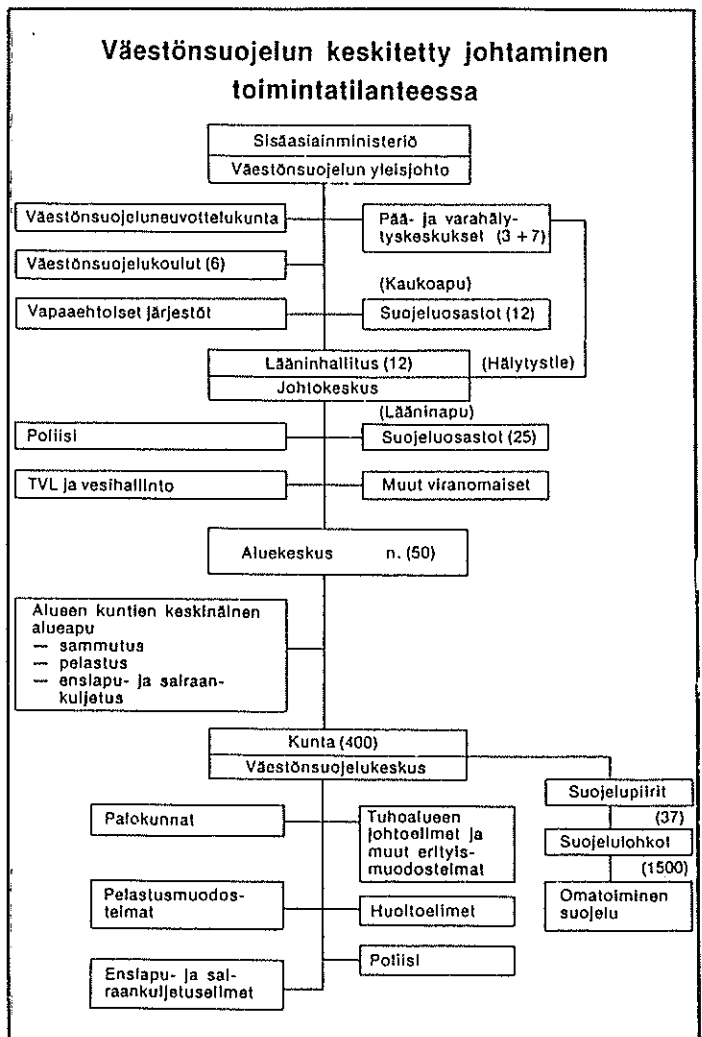 Väestönsuojelun keskitetty johtaminen
toimintatilanteessa
Sisäasiainministeriö
Väestönsuojelun yleisjohto
Väestönsuojeluneuvottelukunta
Pää- ja varahäly-
tyskeskukset (3 + 7)
Väestönsuojelukoulut (6)
(Kaukoapu)
Vapaaehtoiset järjestöt
Suojeluosastot (12)
Lääninhallitus (12)
(Hälytystie)
Johtokeskus
(Lääninapu)
Poliisi
Suojeluosastot (25)
TVL ja vesihallinto
Muut viranomaiset
Aluekeskus n. (50)
Alueen kuntien keskinäinen
alueapu
— sammutus
— pelastus
— ensiapu- ja sairaan-
kuljetus
Kunta (400)
Väestönsuojelukeskus
Suojelupiirit
(37)
Suojelulohkot
(1500)
Omatoiminen
suojelu
Palokunnat
Tuhoalueen
johtoelimet ja
muut erityis-
muodostelmat
Pelastusmuodos-
telmat
Huoltoelimet
Poliisi
Ensiapu- ja sai-
raankuljetuselimet